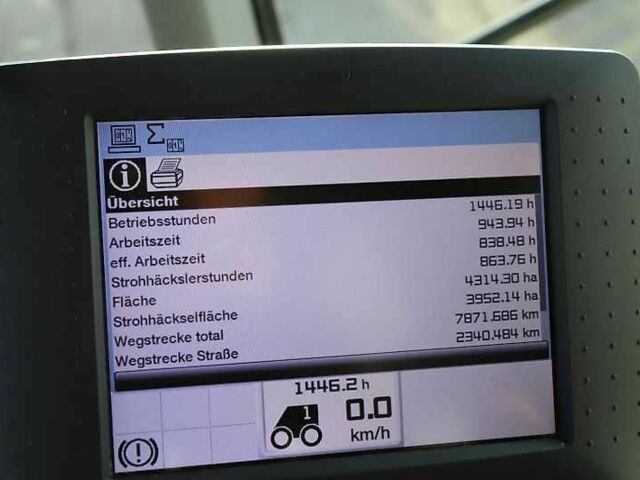 Übersicht
Betriebsstunden 1446.19 h
Arbeitszeit 943.94 h
eff. Arbeitszeit 838.48 h
Strohhäckslerstunden 863.76 h
Fläche 4314.30 ha
Strohhäckselfläche 3952.14 ha
Wegstrecke total 7871.686 km
Wegstrecke Straße 2340.484 km
1446.2 h
1
0.0
km/h